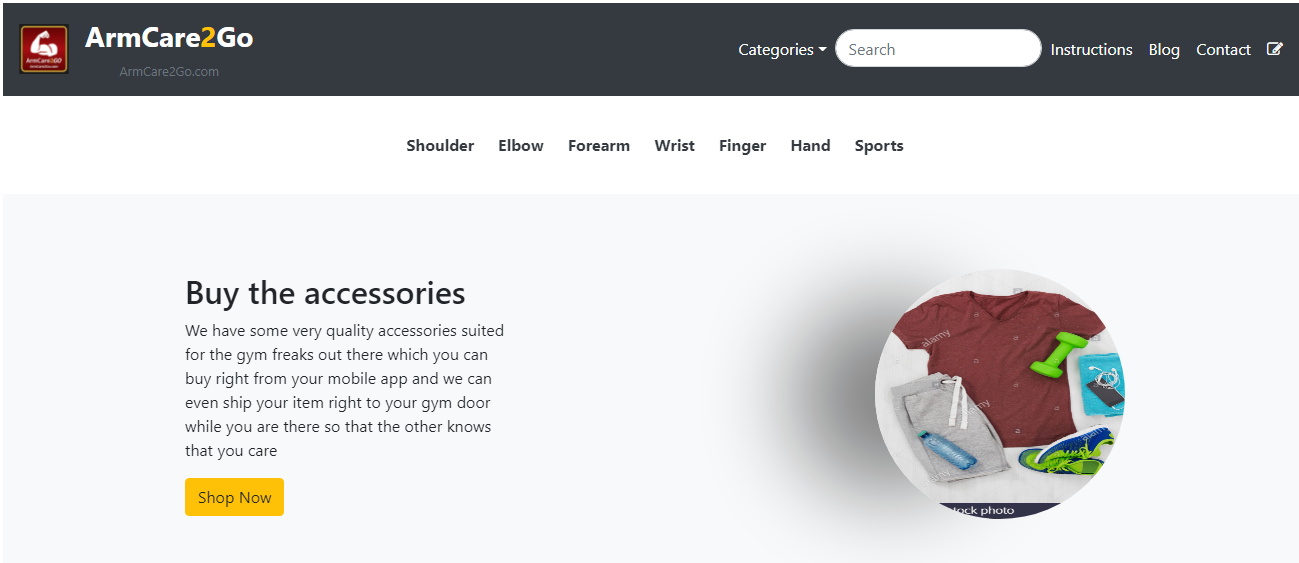 ArmCare2Go
ArmCare2GO
ArmCare2Go.com
Categories
Search
Instructions
Blog
Contact
Shoulder
Elbow
Forearm
Wrist
Finger
Hand
Sports
Buy the accessories
We have some very quality accessories suited
for the gym freaks out there which you can
buy right from your mobile app and we can
even ship your item right to your gym door
while you are there so that the other knows
that you care
Shop Now
alamy
alamy
alamy
tock photo